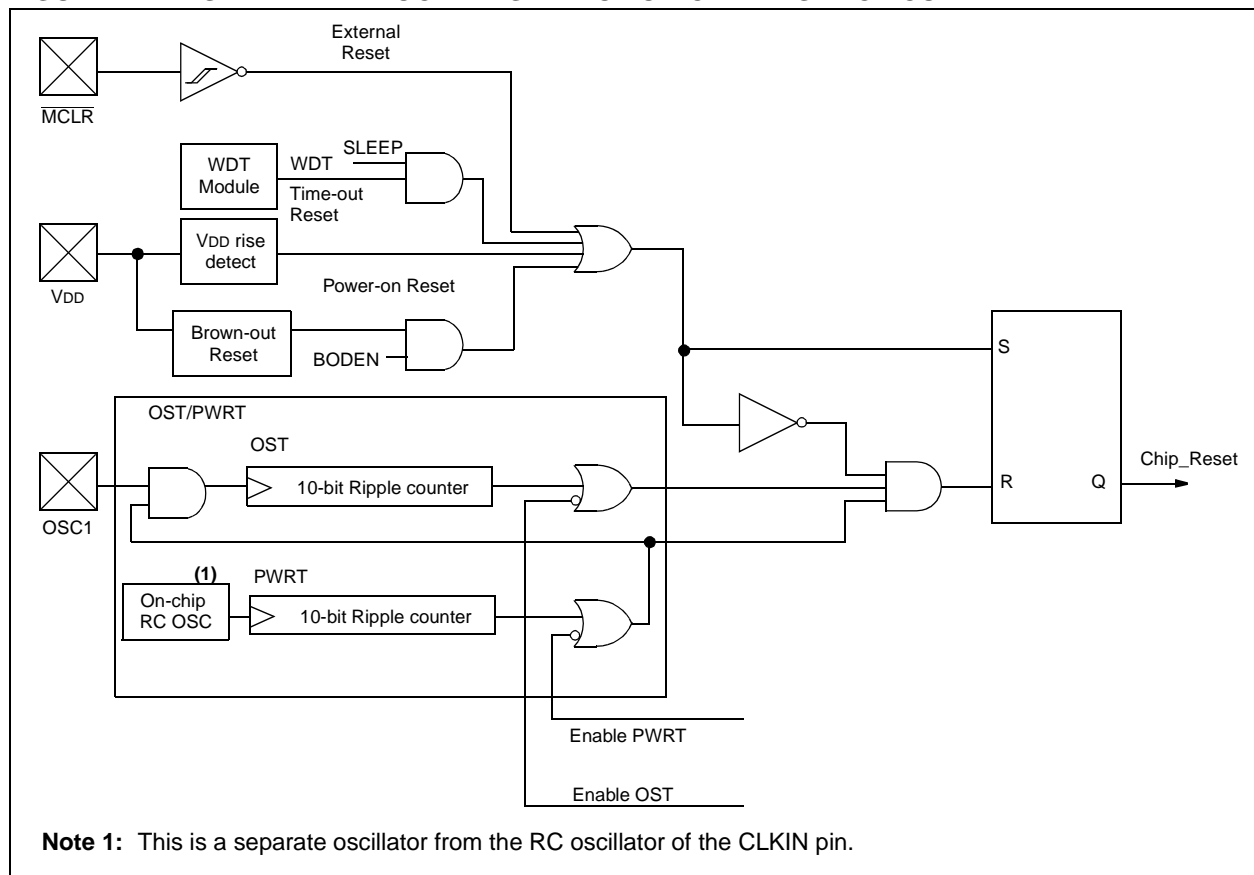 External
Reset
MCLR
SLEEP
WDT
Module
WDT
Time-out
Reset
VDD rise
detect
VDD
Power-on Reset
Brown-out
Reset
BODEN
S
OST/PWRT
OST
Chip_Reset
10-bit Ripple counter
R
Q
OSC1
(1)
PWRT
On-chip
RC OSC
10-bit Ripple counter
Enable PWRT
Enable OST
Note 1: This is a separate oscillator from the RC oscillator of the CLKIN pin.